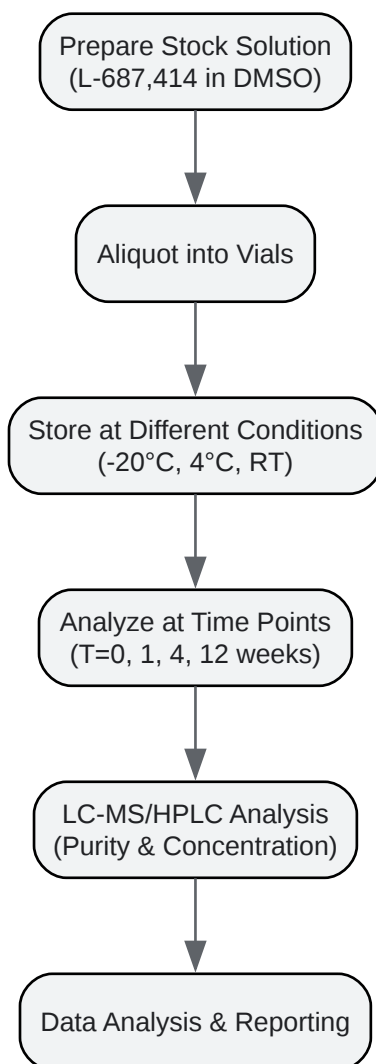 Prepare Stock Solution
(L-687,414 in DMSO)
Aliquot into Vials
Store at Different Conditions
(-20°C, 4°C, RT)
Analyze at Time Points
(T=0, 1, 4, 12 weeks)
LC-MS/HPLC Analysis
(Purity & Concentration)
Data Analysis & Reporting